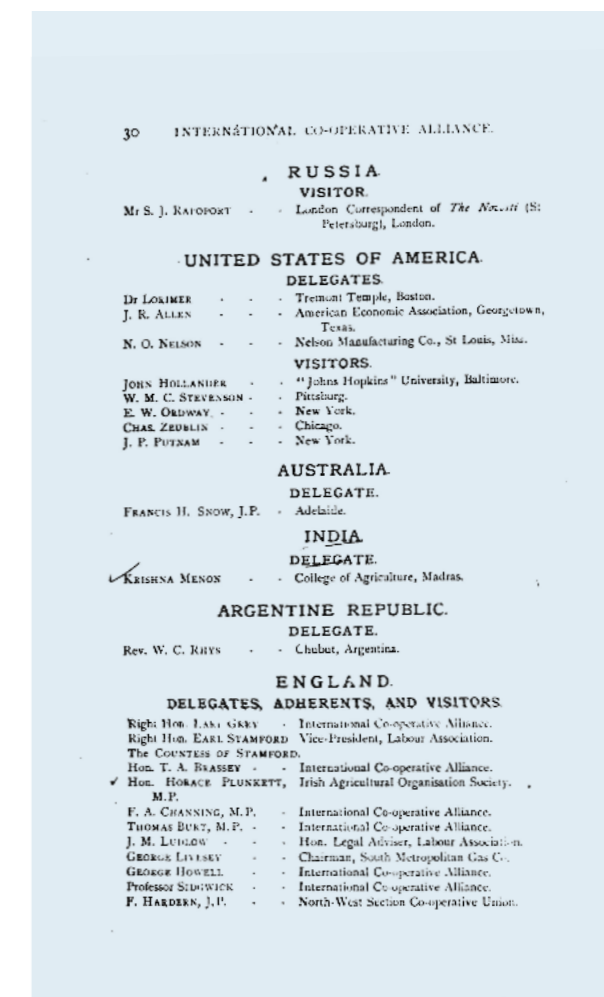 30 INTERNATIONAL CO-OPERATIVE ALLIANCE.
RUSSIA.
VISITOR.
Mr S. J. RAPOPORT - - London Correspondent of The Novosti (St
Petersburg), London.
UNITED STATES OF AMERICA.
DELEGATES.
Dr LORIMER - - - Tremont Temple, Boston.
J. R. ALLEN - - - American Economic Association, Georgetown,
Texas.
N. O. NELSON - - - Nelson Manufacturing Co., St Louis, Miss.
VISITORS.
JOHN HOLLANDER - - "Johns Hopkins" University, Baltimore.
W. M. C. STEVENSON - - Pittsburg.
E. W. ORDWAY - - - New York.
CHAS. ZEUBLIN - - - Chicago.
J. P. PUTNAM - - - New York.
AUSTRALIA.
DELEGATE.
FRANCIS H. SNOW, J.P. - Adelaide.
INDIA.
DELEGATE.
KRISHNA MENON - - College of Agriculture, Madras.
ARGENTINE REPUBLIC.
DELEGATE.
Rev. W. C. RHYS - - Chubut, Argentina.
ENGLAND.
DELEGATES, ADHERENTS, AND VISITORS.
Right Hon. EARL GREY - International Co-operative Alliance.
Right Hon. EARL STAMFORD Vice-President, Labour Association.
The COUNTESS OF STAMFORD.
Hon. T. A. BRASSEY - - International Co-operative Alliance.
Hon. HORACE PLUNKETT, Irish Agricultural Organisation Society.
M.P.
F. A. CHANNING, M.P. - International Co-operative Alliance.
THOMAS BURT, M.P. - - International Co-operative Alliance.
J. M. LUDLOW - - - Hon. Legal Adviser, Labour Association.
GEORGE LIVESEY - - Chairman, South Metropolitan Gas Co.
GEORGE HOWELL - - International Co-operative Alliance.
Professor SIDGWICK - - International Co-operative Alliance.
F. HARDERN, J.P. - - North-West Section Co-operative Union.